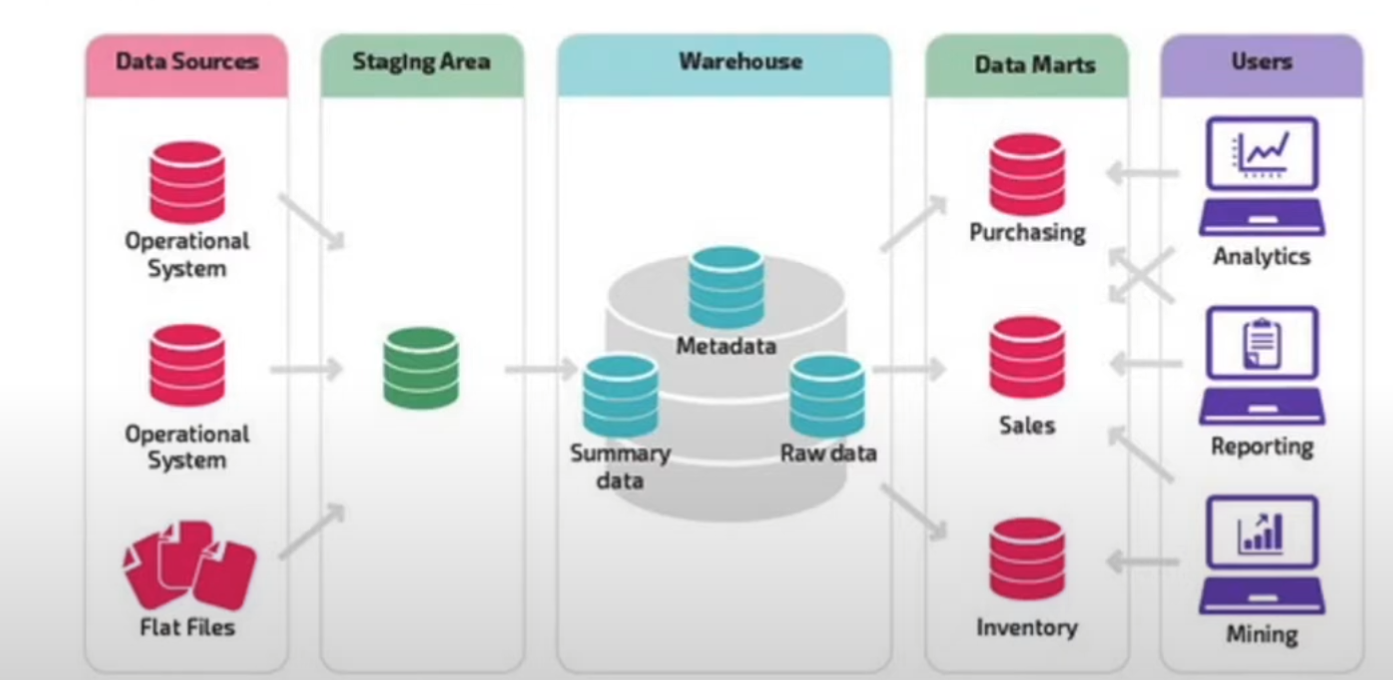 Data Sources
Staging Area
Warehouse
Data Marts
Users
Operational
System
Operational
System
Flat Files
Metadata
Summary
data
Raw data
Purchasing
Sales
Inventory
Analytics
Reporting
Mining